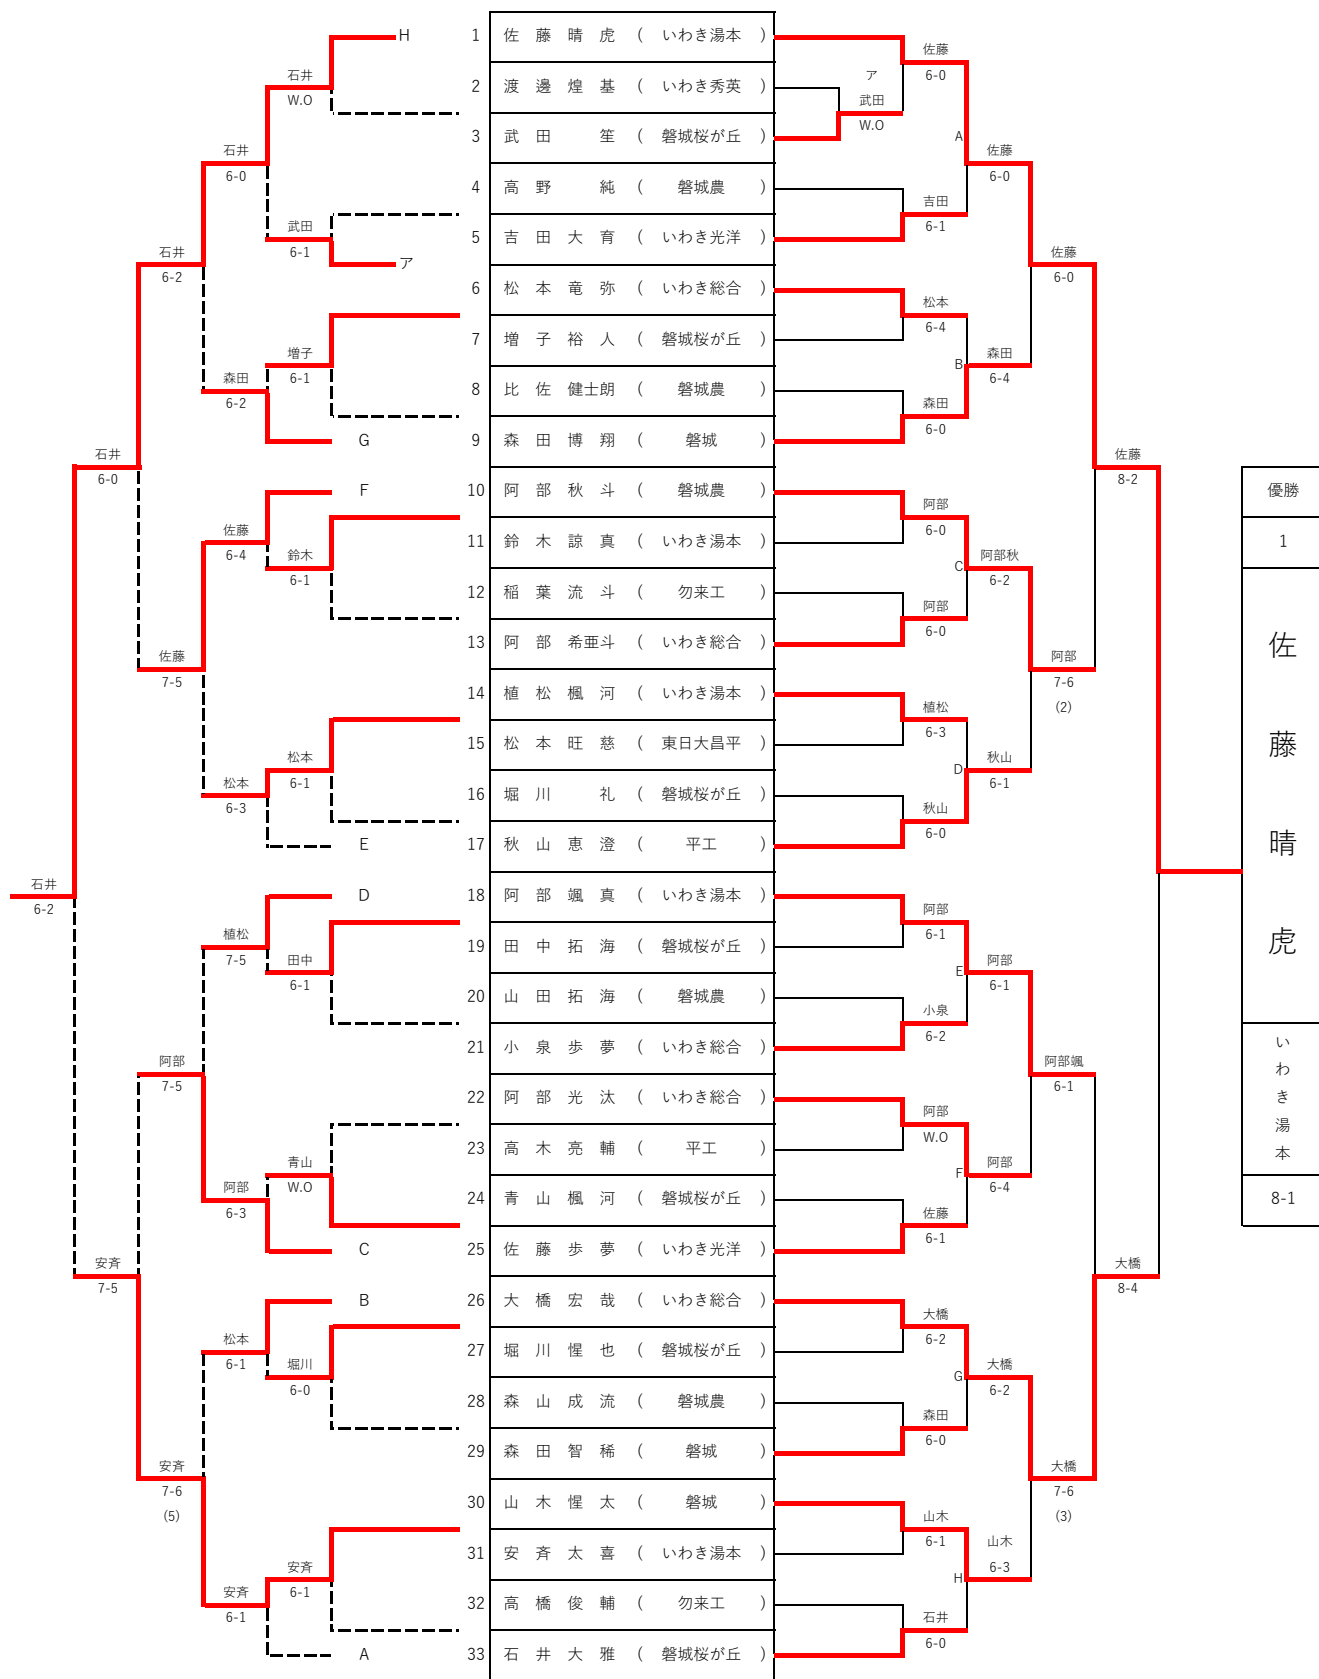 1 佐藤晴虎 ( いわき湯本 )
2 渡邊煌基 ( いわき秀英 )
3 武田 笙 ( 磐城桜が丘 )
4 高野 純 ( 磐城農 )
5 吉田大育 ( いわき光洋 )
6 松本竜弥 ( いわき総合 )
7 増子裕人 ( 磐城桜が丘 )
8 比佐健士朗 ( 磐城農 )
9 森田博翔 ( 磐城 )
10 阿部秋斗 ( 磐城農 )
11 鈴木諒真 ( いわき湯本 )
12 稲葉流斗 ( 勿来工 )
13 阿部希亜斗 ( いわき総合 )
14 植松楓河 ( いわき湯本 )
15 松本旺慈 ( 東日大昌平 )
16 堀川 礼 ( 磐城桜が丘 )
17 秋山恵澄 ( 平工 )
18 阿部颯真 ( いわき湯本 )
19 田中拓海 ( 磐城桜が丘 )
20 山田拓海 ( 磐城農 )
21 小泉歩夢 ( いわき総合 )
22 阿部光汰 ( いわき総合 )
23 高木亮輔 ( 平工 )
24 青山楓河 ( 磐城桜が丘 )
25 佐藤歩夢 ( いわき光洋 )
26 大橋宏哉 ( いわき総合 )
27 堀川惺也 ( 磐城桜が丘 )
28 森山成流 ( 磐城農 )
29 森田智稀 ( 磐城 )
30 山木惺太 ( 磐城 )
31 安斉太喜 ( いわき湯本 )
32 高橋俊輔 ( 勿来工 )
33 石井大雅 ( 磐城桜が丘 )
ア
武田
W.O
佐藤
6-0
吉田
6-1
松本
6-4
森田
6-0
阿部
6-0
阿部
6-0
植松
6-3
秋山
6-0
阿部
6-1
小泉
6-2
阿部
W.O
佐藤
6-1
大橋
6-2
森田
6-0
山木
6-1
石井
6-0
A
佐藤
6-0
B
森田
6-4
C
阿部秋
6-2
D
秋山
6-1
E
阿部
6-1
F
阿部
6-4
G
大橋
6-2
H
山木
6-3
佐藤
6-0
阿部
7-6
(2)
阿部颯
6-1
大橋
7-6
(3)
佐藤
8-2
大橋
8-4
優勝
1
佐藤晴虎
いわき湯本
8-1
H
石井
W.O
武田
6-1
ア
増子
6-1
G
F
鈴木
6-1
松本
6-1
E
D
田中
6-1
青山
W.O
C
B
堀川
6-0
安斉
6-1
A
石井
6-0
森田
6-2
佐藤
6-4
松本
6-3
植松
7-5
阿部
6-3
松本
6-1
安斉
6-1
石井
6-2
佐藤
7-5
阿部
7-5
安斉
7-6
(5)
石井
6-0
安斉
7-5
石井
6-2